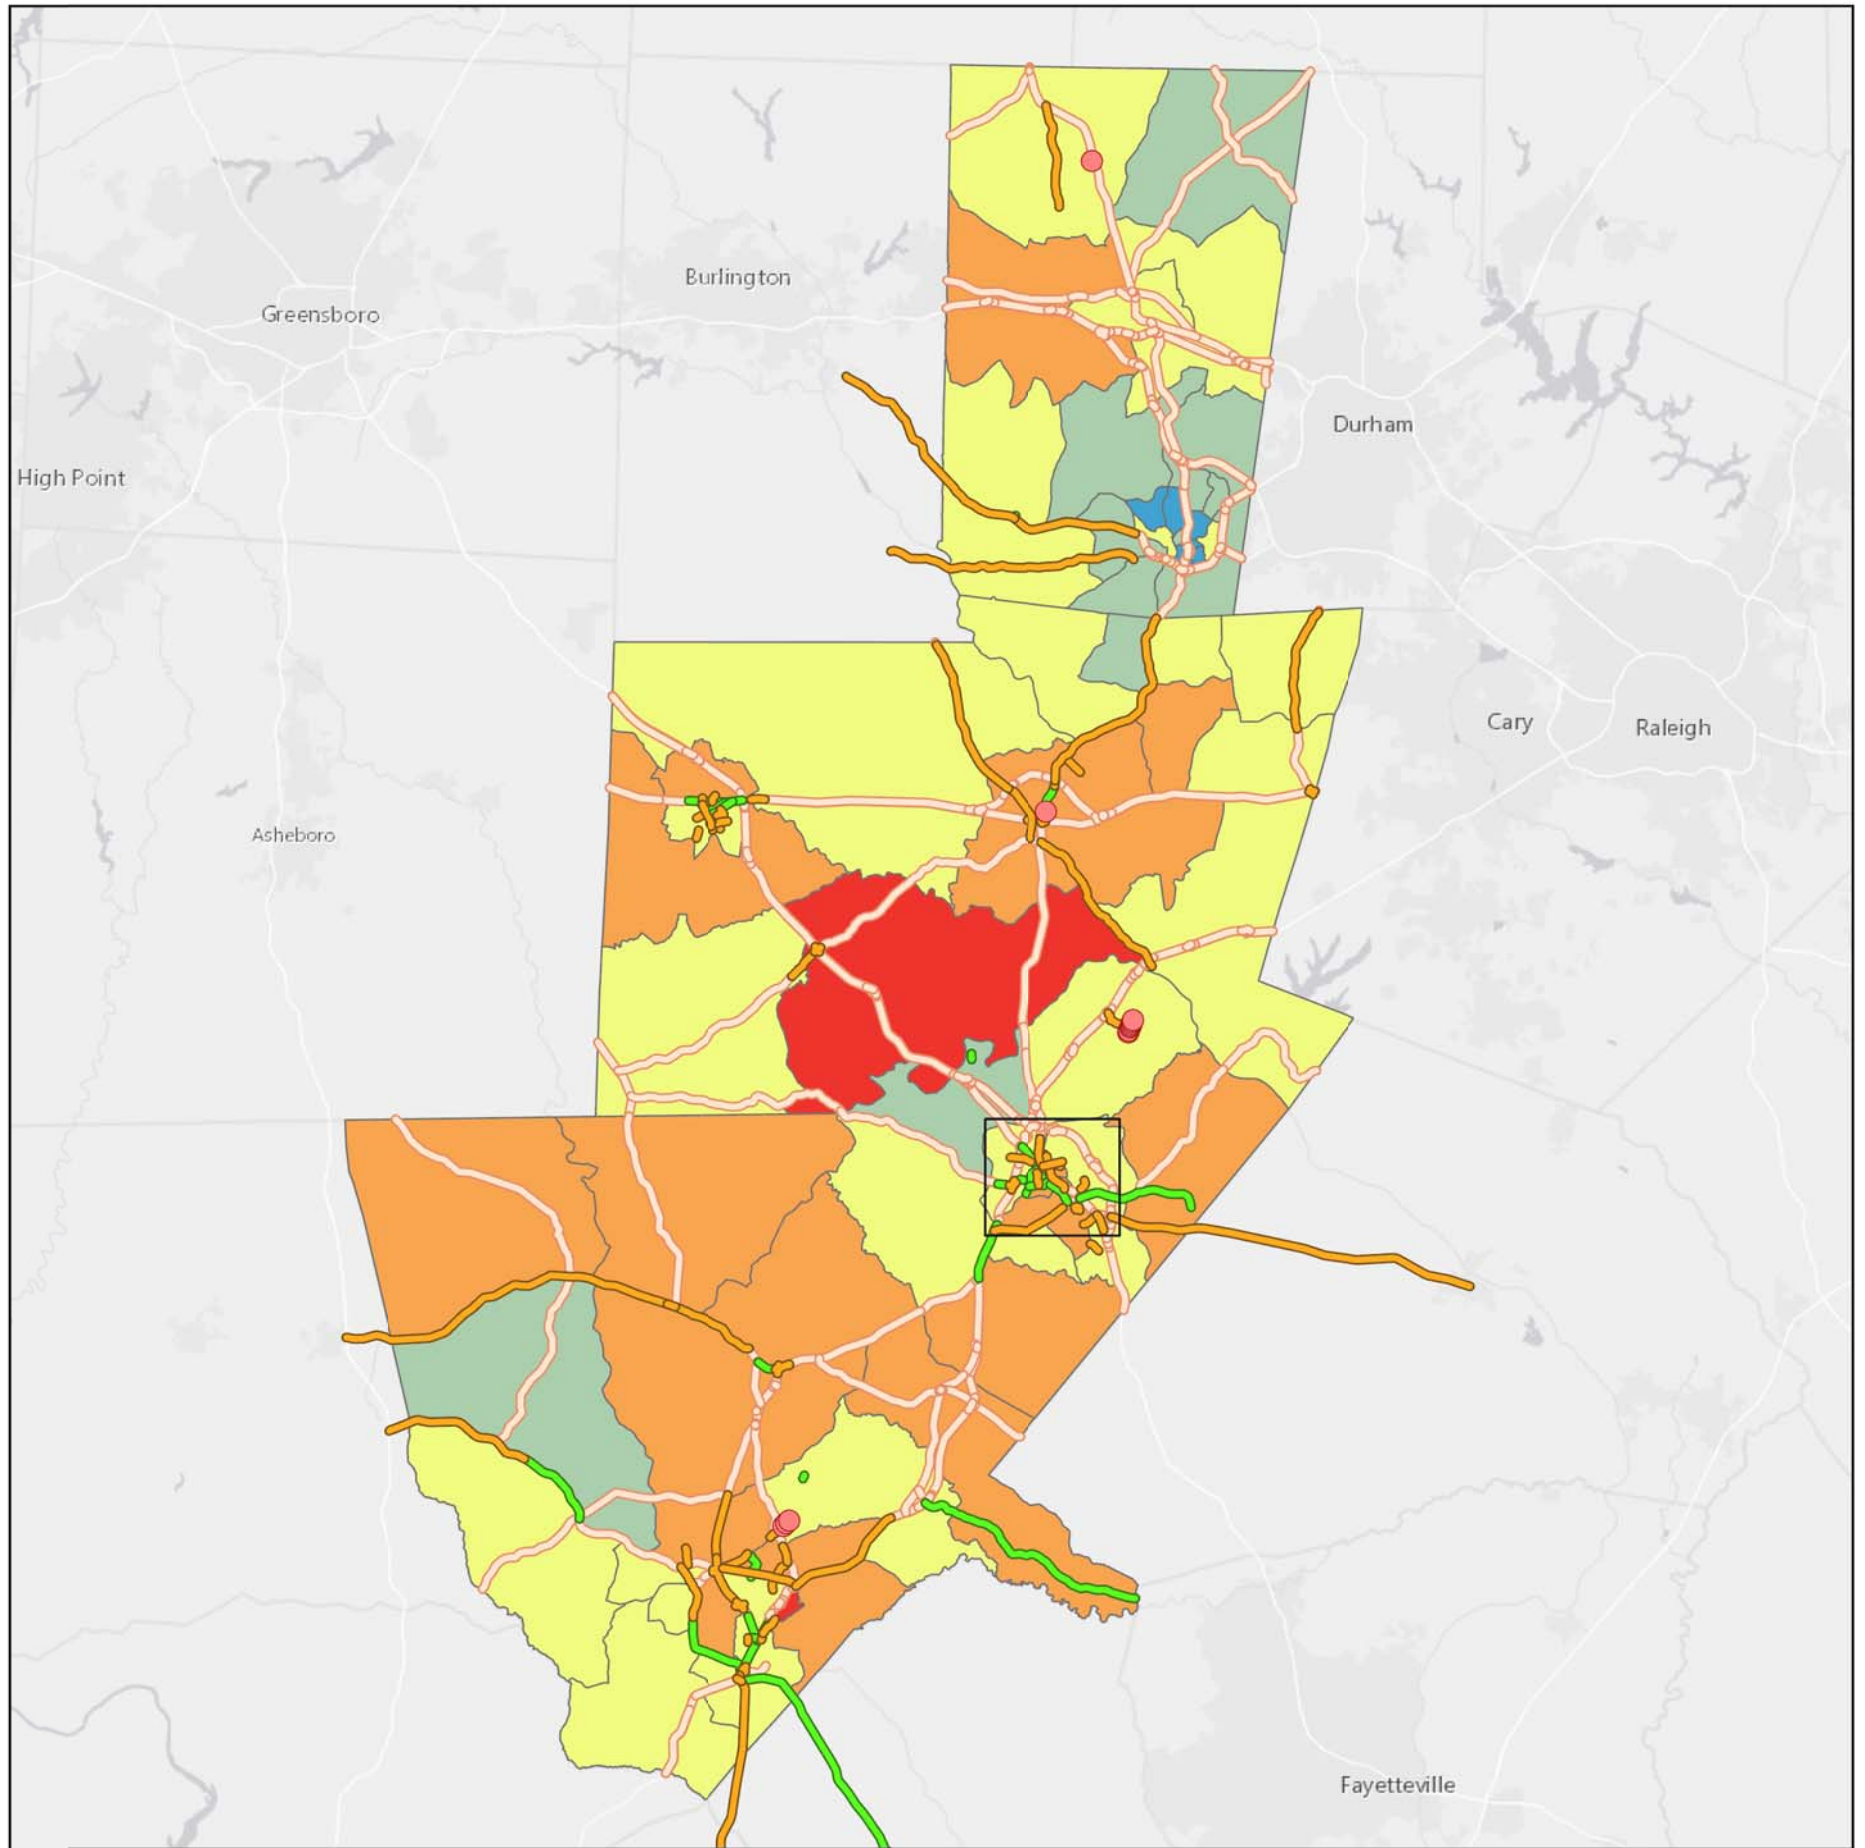 Burlington
Greensboro
Durham
High Point
Cary
Raleigh
Asheboro
Fayetteville